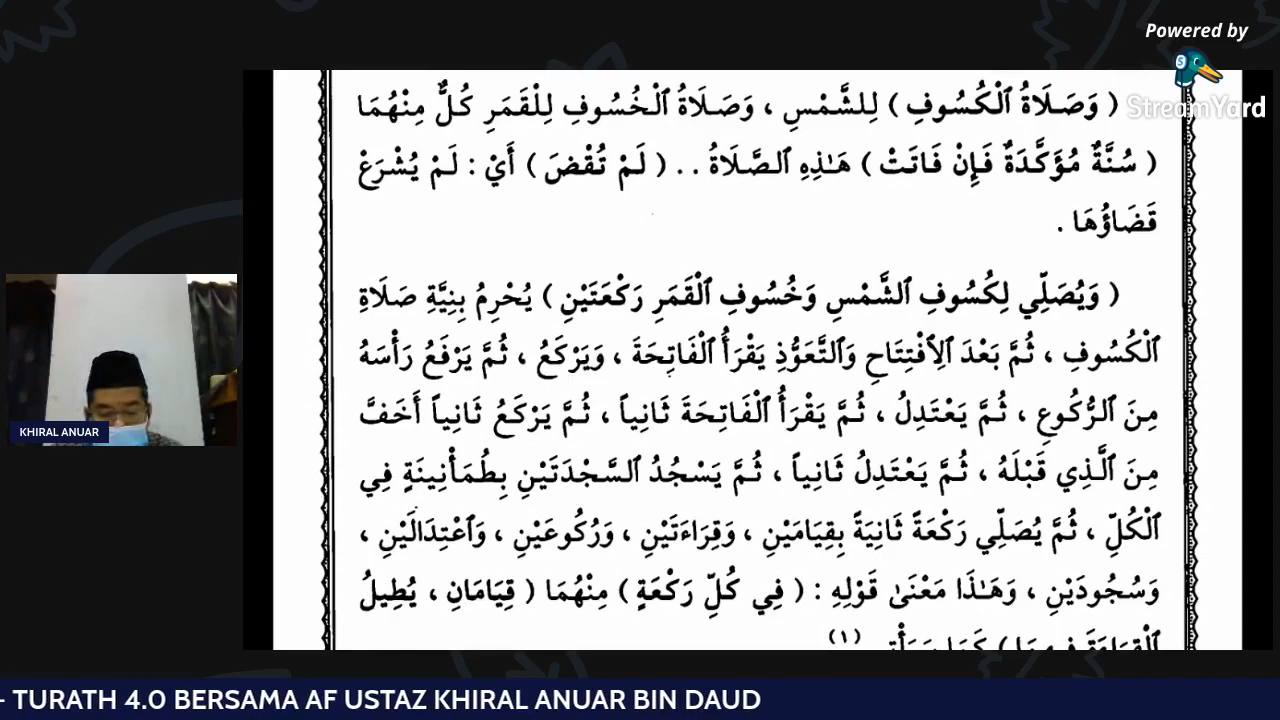 Powered by
StreamYard
( وَصَلَاةُ ٱلْكُسُوفِ ) لِلشَّمْسِ ، وَصَلَاةُ ٱلْخُسُوفِ لِلْقَمَرِ كُلٌّ مِنْهُمَا
( سُنَّةٌ مُؤَكَّدَةٌ فَإِنْ فَاتَتْ ) هَـٰذِهِ ٱلصَّلَاةُ .. ( لَمْ تُقْضَ ) أَيْ : لَمْ يُشْرَعْ
قَضَاؤُهَا .
( وَيُصَلِّي لِكُسُوفِ ٱلشَّمْسِ وَخُسُوفِ ٱلْقَمَرِ رَكْعَتَيْنِ ) يُحْرِمُ بِنِيَّةِ صَلَاةِ
ٱلْكُسُوفِ ، ثُمَّ بَعْدَ ٱلِٱفْتِتَاحِ وَٱلتَّعَوُّذِ يَقْرَأُ ٱلْفَاتِحَةَ ، وَيَرْكَعُ ، ثُمَّ يَرْفَعُ رَأْسَهُ
مِنَ ٱلرُّكُوعِ ، ثُمَّ يَعْتَدِلُ ، ثُمَّ يَقْرَأُ ٱلْفَاتِحَةَ ثَانِياً ، ثُمَّ يَرْكَعُ ثَانِياً أَخَفَّ
مِنَ ٱلَّذِي قَبْلَهُ ، ثُمَّ يَعْتَدِلُ ثَانِياً ، ثُمَّ يَسْجُدُ ٱلسَّجْدَتَيْنِ بِطُمَأْنِينَةٍ فِي
ٱلْكُلِّ ، ثُمَّ يُصَلِّي رَكْعَةً ثَانِيَةً بِقِيَامَيْنِ ، وَقِرَاءَتَيْنِ ، وَرُكُوعَيْنِ ، وَٱعْتِدَالَيْنِ ،
وَسُجُودَيْنِ ، وَهَـٰذَا مَعْنَىٰ قَوْلِهِ : ( فِي كُلِّ رَكْعَةٍ ) مِنْهُمَا ( قِيَامَانِ ، يُطِيلُ
KHIRAL ANUAR
- TURATH 4.0 BERSAMA AF USTAZ KHIRAL ANUAR BIN DAUD